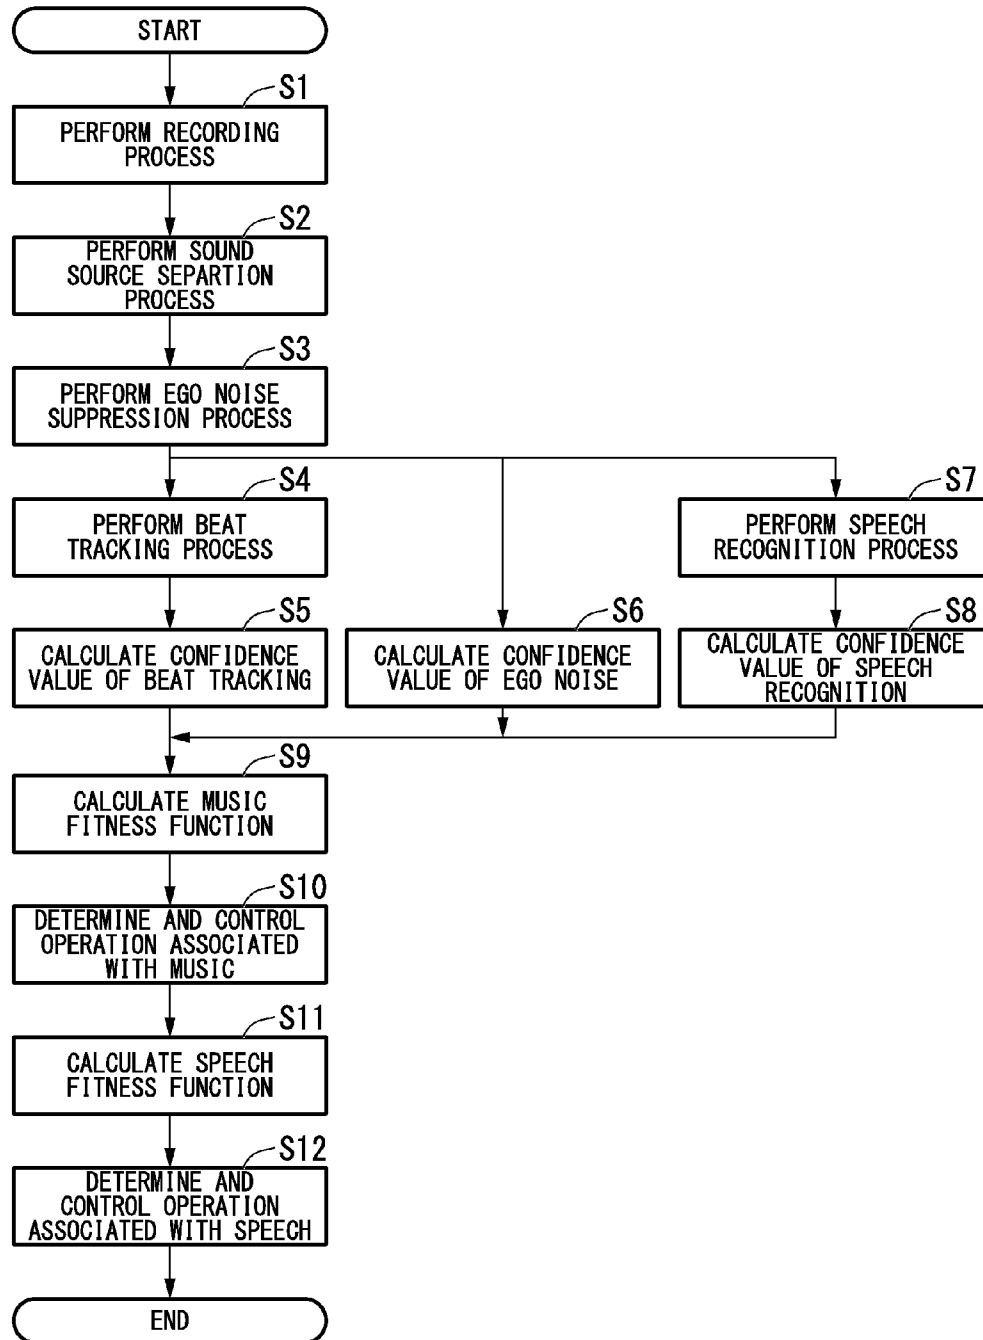 START
S1
PERFORM RECORDING
PROCESS
S2
PERFORM SOUND
SOURCE SEPARTION
PROCESS
S3
PERFORM EGO NOISE
SUPPRESSION PROCESS
S4
PERFORM BEAT
TRACKING PROCESS
S7
PERFORM SPEECH
RECOGNITION PROCESS
S5
CALCULATE CONFIDENCE
VALUE OF BEAT TRACKING
S6
CALCULATE CONFIDENCE
VALUE OF EGO NOISE
S8
CALCULATE CONFIDENCE
VALUE OF SPEECH
RECOGNITION
S9
CALCULATE MUSIC
FITNESS FUNCTION
S10
DETERMINE AND CONTROL
OPERATION ASSOCIATED
WITH MUSIC
S11
CALCULATE SPEECH
FITNESS FUNCTION
S12
DETERMINE AND
CONTROL OPERATION
ASSOCIATED WITH SPEECH
END